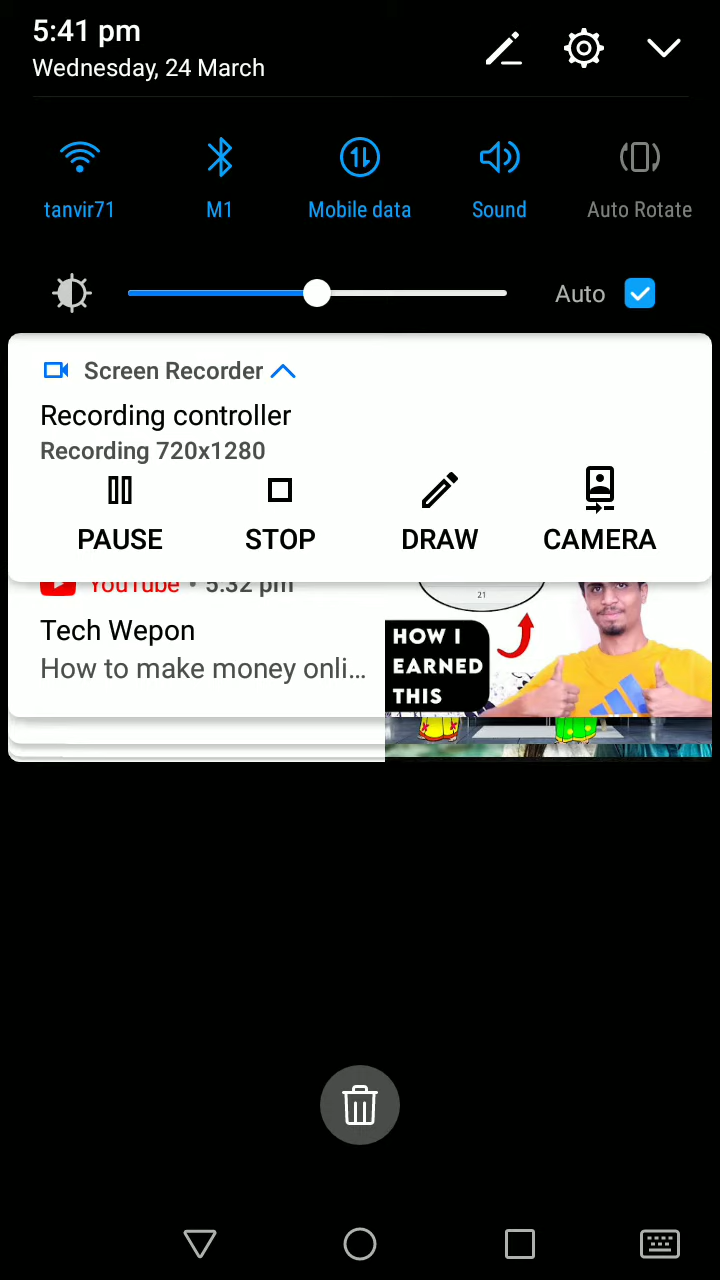 5:41 pm
Wednesday, 24 March
tanvir71
M1
Mobile data
Sound
Auto Rotate
Auto
Screen Recorder
Recording controller
Recording 720x1280
PAUSE
STOP
DRAW
CAMERA
YouTube • 5:32 pm
Tech Wepon
How to make money onli...
21
HOW I
EARNED
THIS